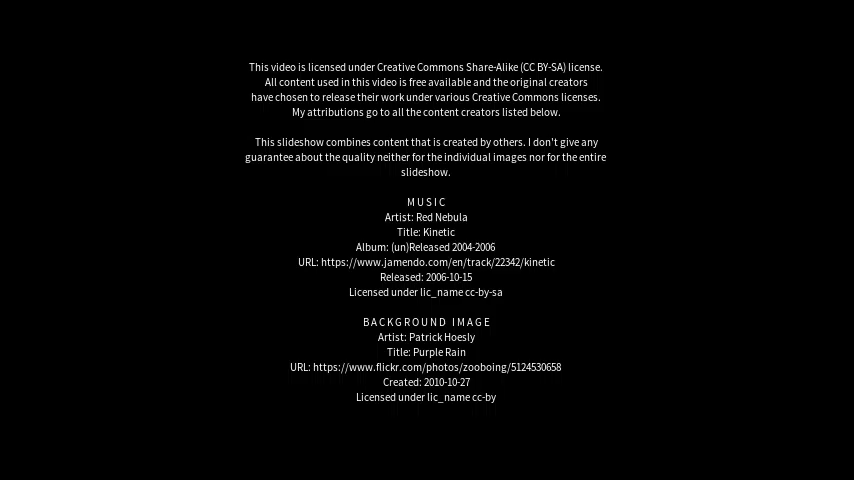 This video is licensed under Creative Commons Share-Alike (CC BY-SA) license.
All content used in this video is free available and the original creators
have chosen to release their work under various Creative Commons licenses.
My attributions go to all the content creators listed below.
This slideshow combines content that is created by others. I don't give any
guarantee about the quality neither for the individual images nor for the entire
slideshow.
MUSIC
Artist: Red Nebula
Title: Kinetic
Album: (un)Released 2004-2006
URL: https://www.jamendo.com/en/track/22342/kinetic
Released: 2006-10-15
Licensed under lic_name cc-by-sa
BACKGROUND IMAGE
Artist: Patrick Hoesly
Title: Purple Rain
URL: https://www.flickr.com/photos/zooboing/5124530658
Created: 2010-10-27
Licensed under lic_name cc-by